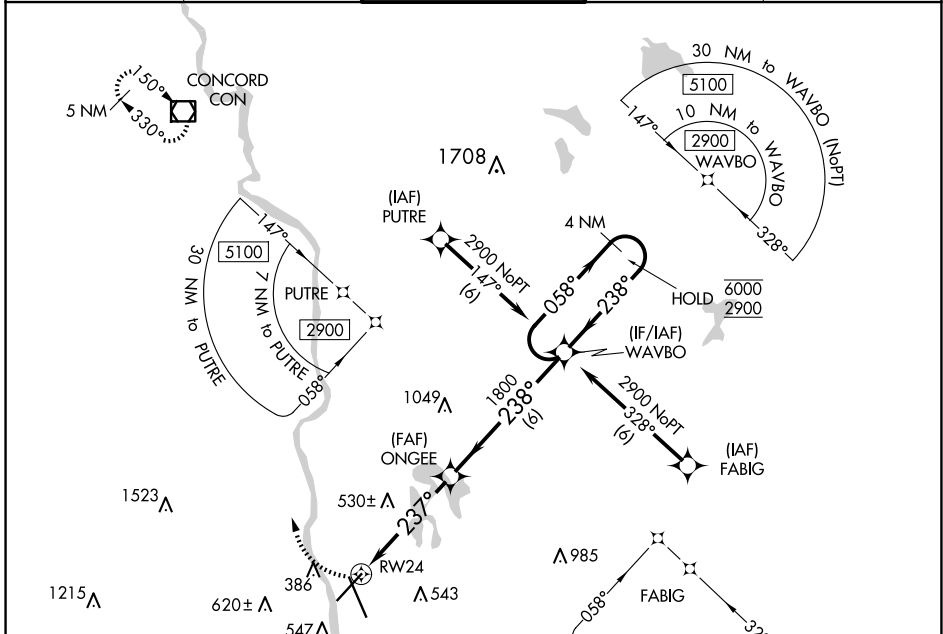 CONCORD
CON
150°
5 NM
330°
30 NM to WAVBO (NoPT)
5100
10 NM to WAVBO
2900
147°
WAVBO
328°
1708
(IAF)
PUTRE
2900 NoPT
147°
(6)
4 NM
058°
238°
HOLD
6000
2900
147°
5100
30 NM to PUTRE
7 NM to PUTRE
PUTRE
2900
058°
(IF/IAF)
WAVBO
1800
238°
(6)
2900 NoPT
328°
(6)
(IAF)
FABIG
1049
(FAF)
ONGEE
1523
530±
237°
RW24
386
985
1215
620±
543
547
FABIG
058°